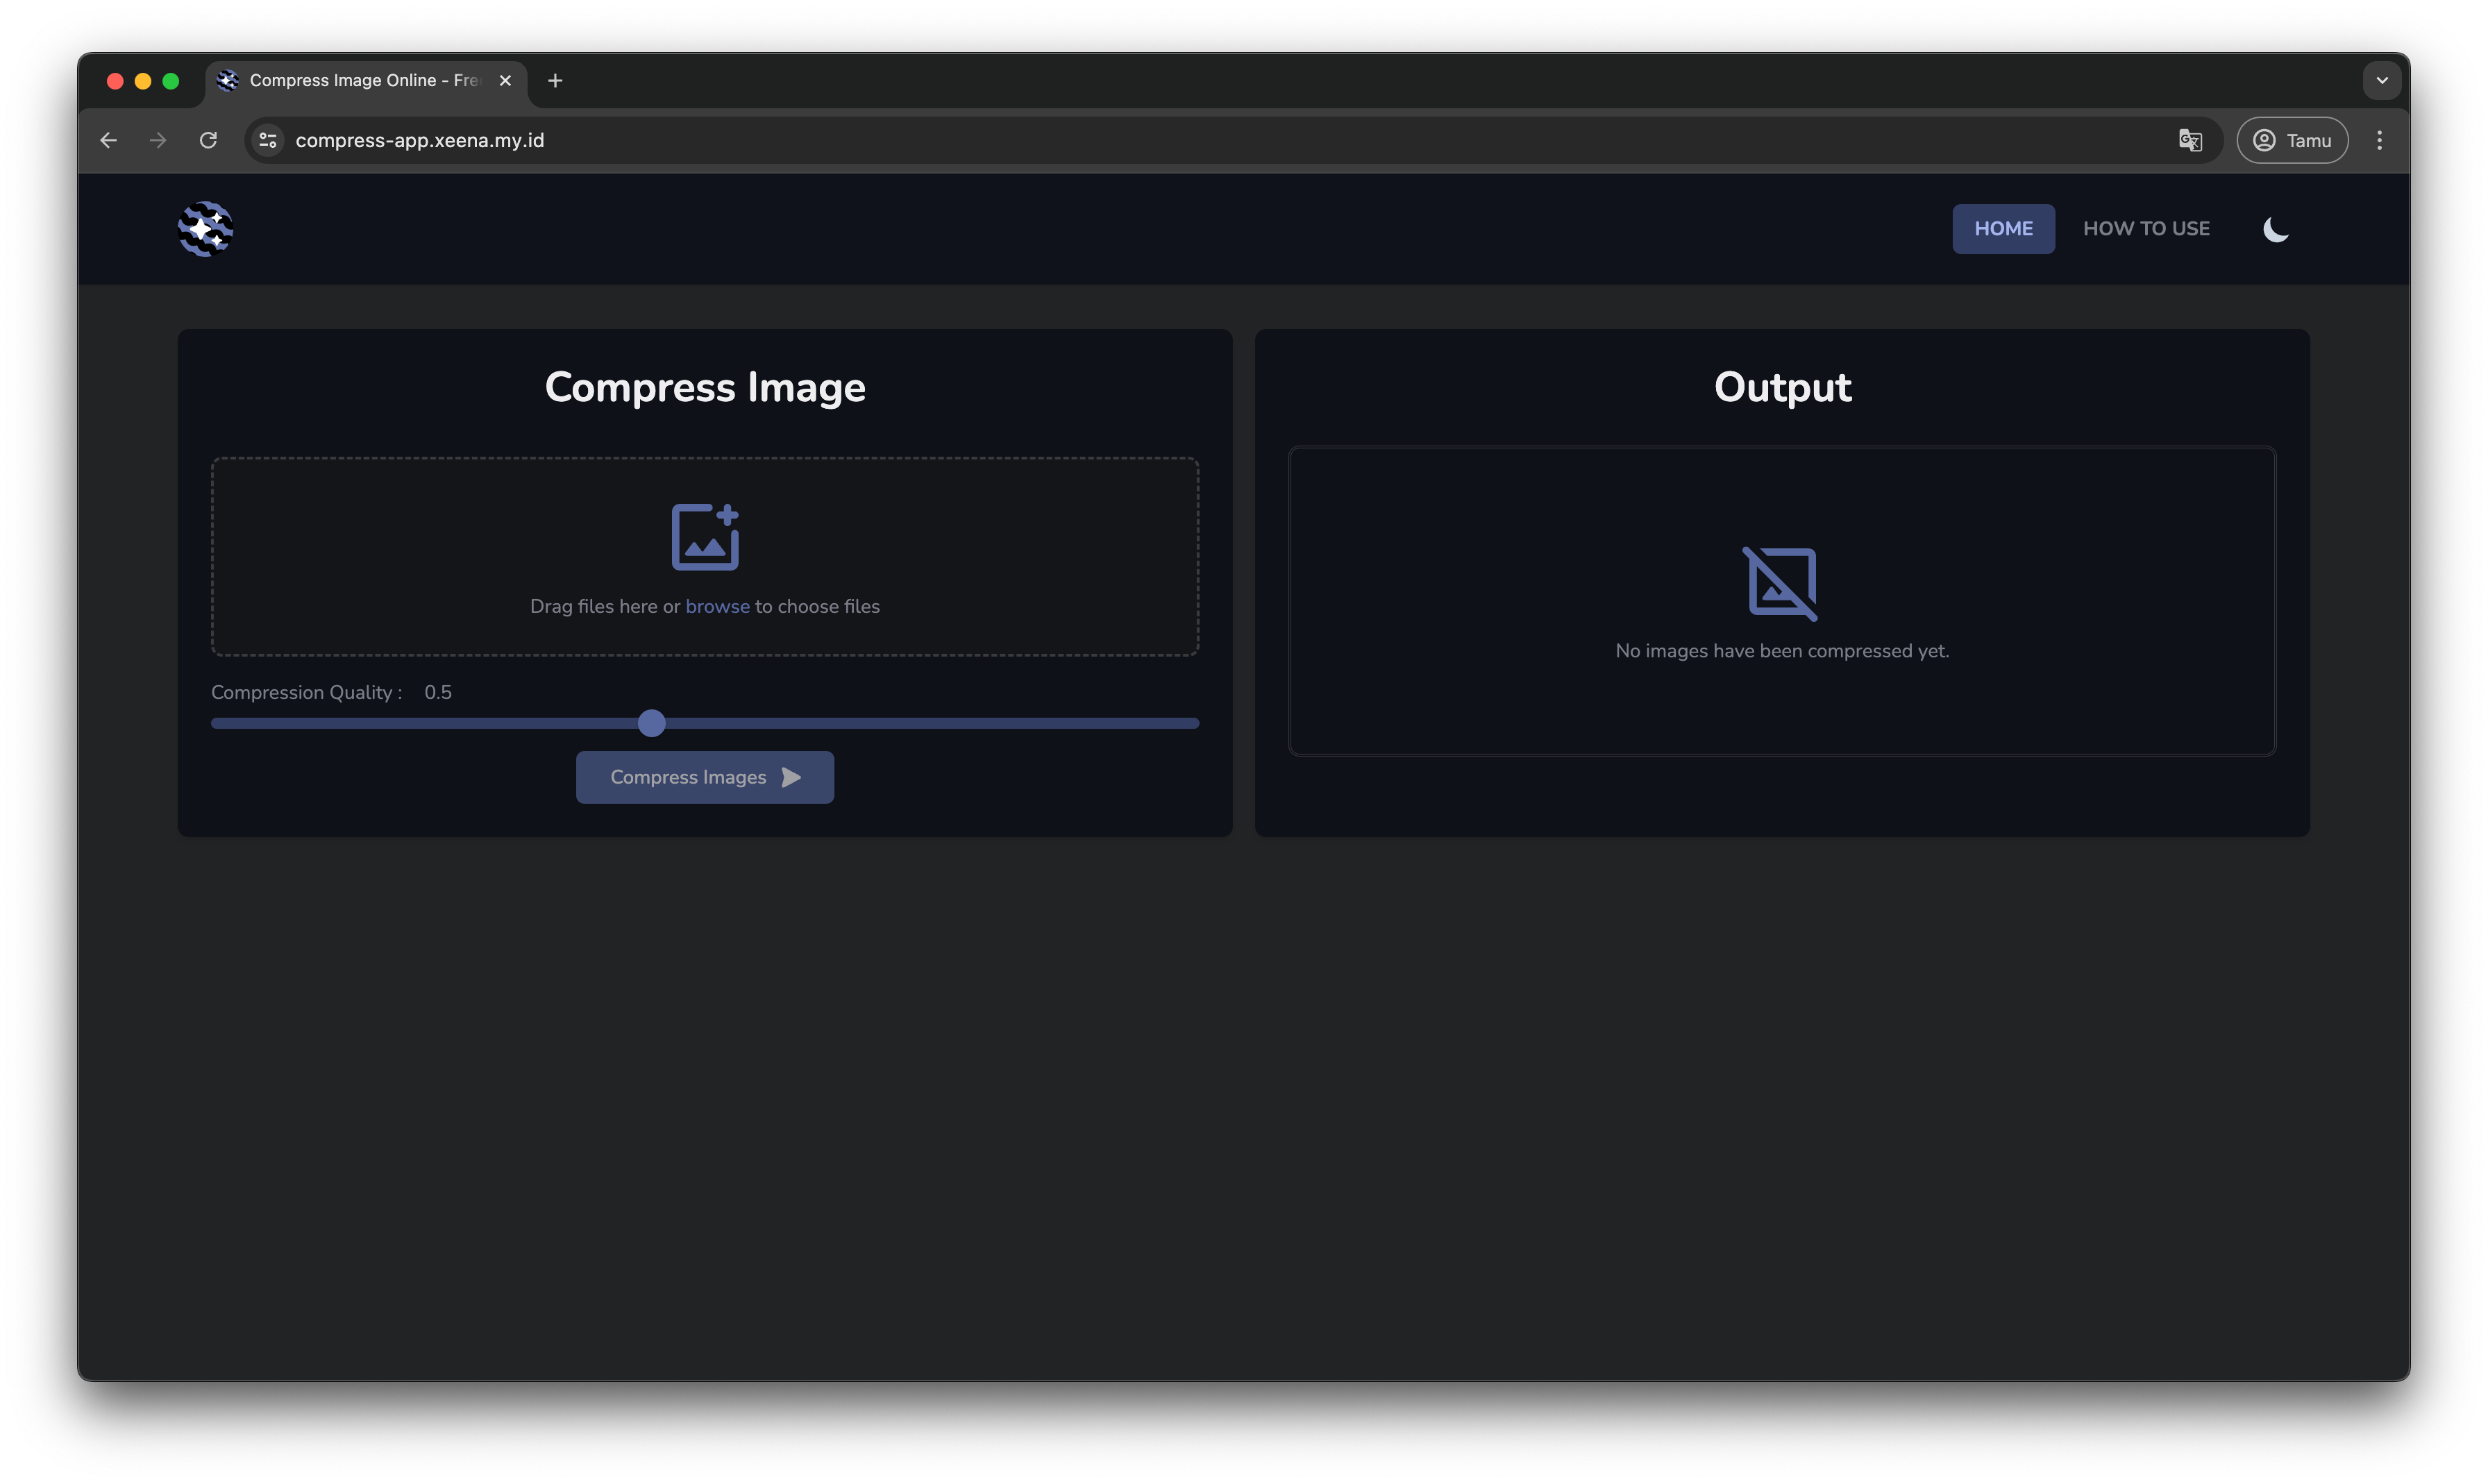 Compress Image Online - Fre
compress-app.xeena.my.id
Tamu
HOME
HOW TO USE
Compress Image
Drag files here or browse to choose files
Compression Quality : 0.5
Compress Images
Output
No images have been compressed yet.